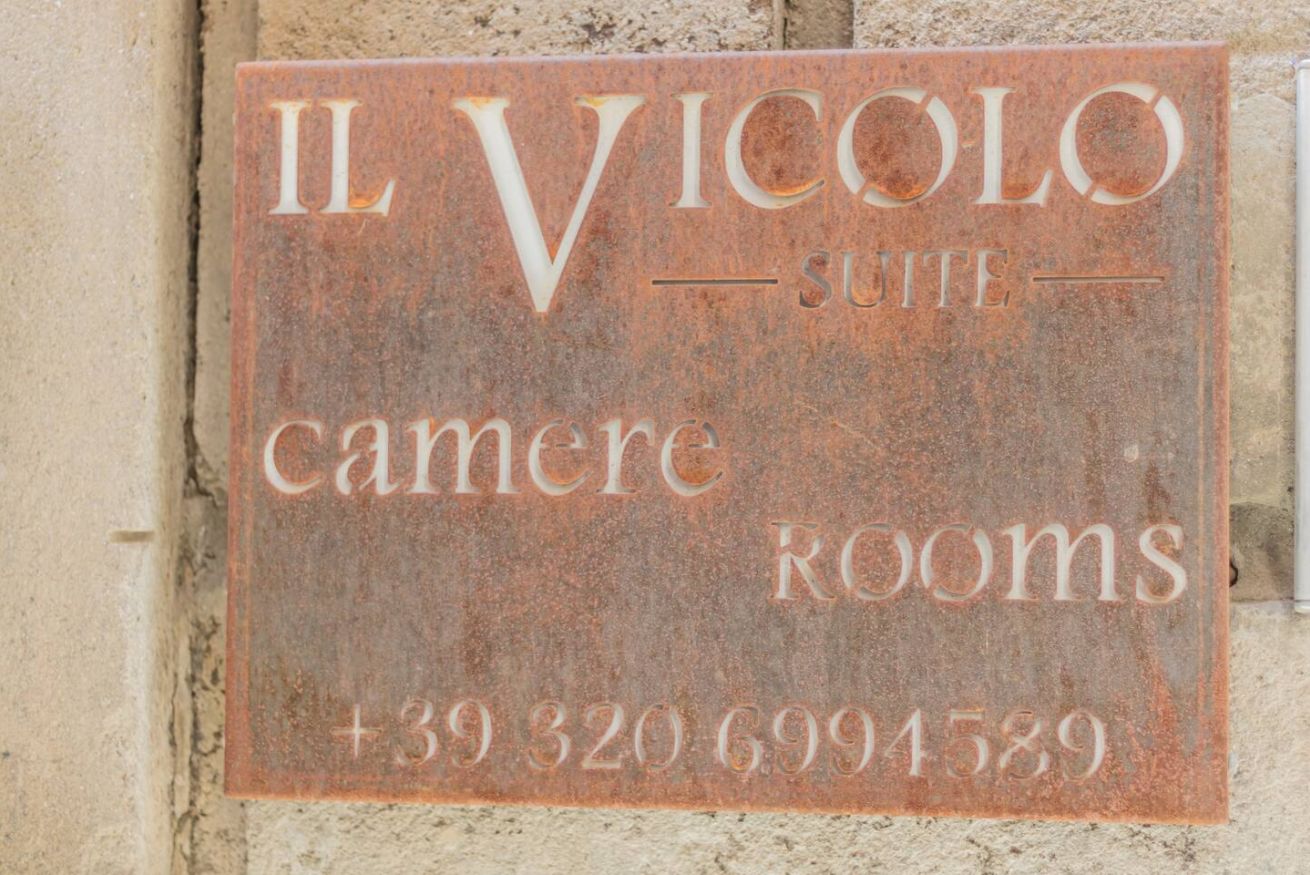 IL VICOLO
SUITE
camere
ROOms
+39 320 6994589